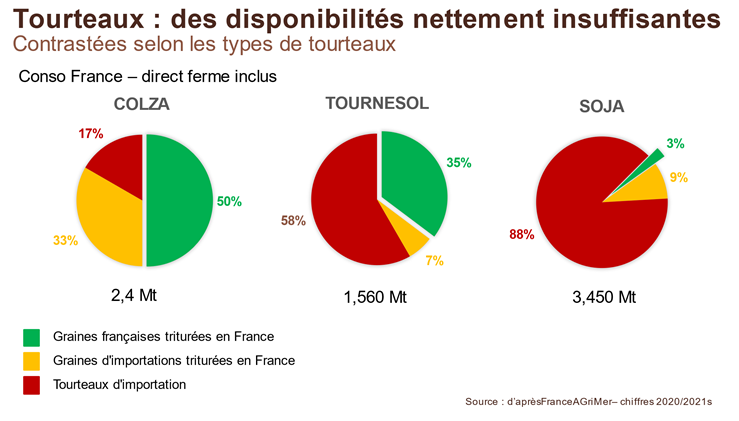 Tourteaux : des disponibilités nettement insuffisantes
Contrastées selon les types de tourteaux
Conso France – direct ferme inclus
COLZA
TOURNESOL
SOJA
17%
50%
33%
35%
58%
7%
3%
9%
88%
2,4 Mt
1,560 Mt
3,450 Mt
Graines françaises triturées en France
Graines d'importations triturées en France
Tourteaux d'importation
Source : d'aprèsFranceAGriMer– chiffres 2020/2021s